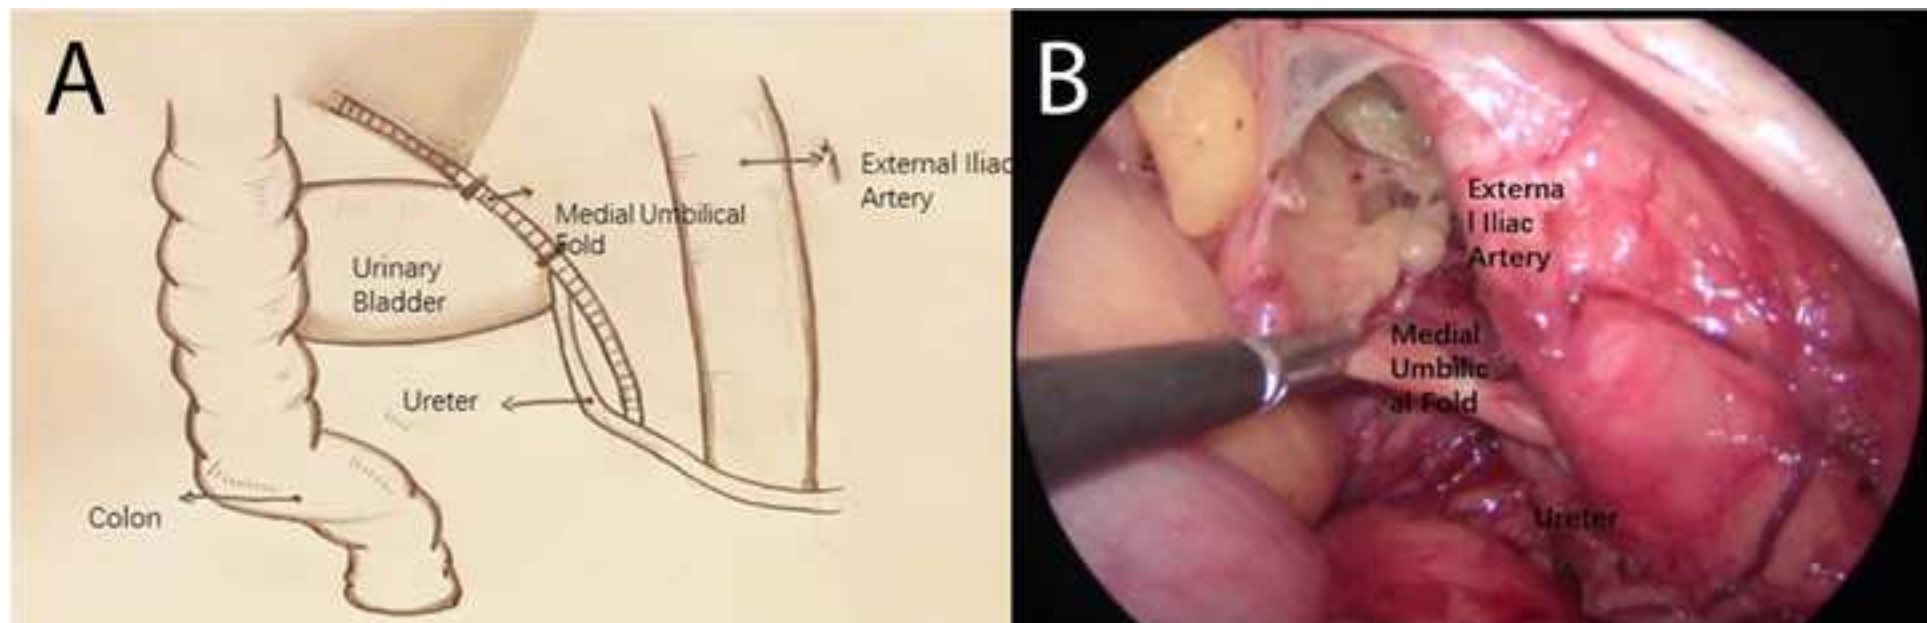 A
External Iliac
Artery
Medial Umbilical
Fold
Urinary
Bladder
Ureter
Colon
B
Externa
l Iliac
Artery
Medial
Umbilic
al Fold
Ureter